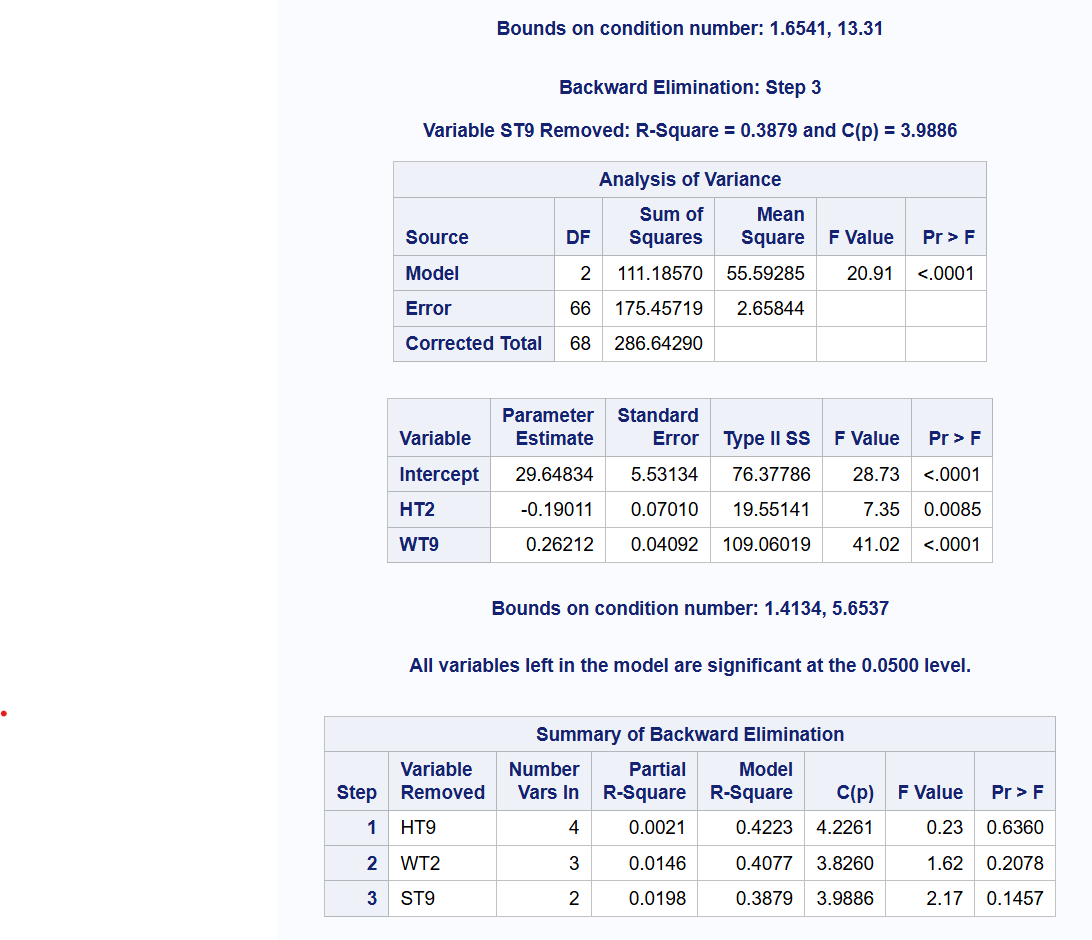 Bounds on condition number: 1.6541, 13.31
Backward Elimination: Step 3
Variable ST9 Removed: R-Square = 0.3879 and C(p) = 3.9886
Analysis of Variance
Source DF Sum of Squares Mean Square F Value Pr > F
Model 2 111.18570 55.59285 20.91 <.0001
Error 66 175.45719 2.65844
Corrected Total 68 286.64290
Variable Parameter Estimate Standard Error Type II SS F Value Pr > F
Intercept 29.64834 5.53134 76.37786 28.73 <.0001
HT2 -0.19011 0.07010 19.55141 7.35 0.0085
WT9 0.26212 0.04092 109.06019 41.02 <.0001
Bounds on condition number: 1.4134, 5.6537
All variables left in the model are significant at the 0.0500 level.
Summary of Backward Elimination
Step Variable Removed Number Vars In Partial R-Square Model R-Square C(p) F Value Pr > F
1 HT9 4 0.0021 0.4223 4.2261 0.23 0.6360
2 WT2 3 0.0146 0.4077 3.8260 1.62 0.2078
3 ST9 2 0.0198 0.3879 3.9886 2.17 0.1457